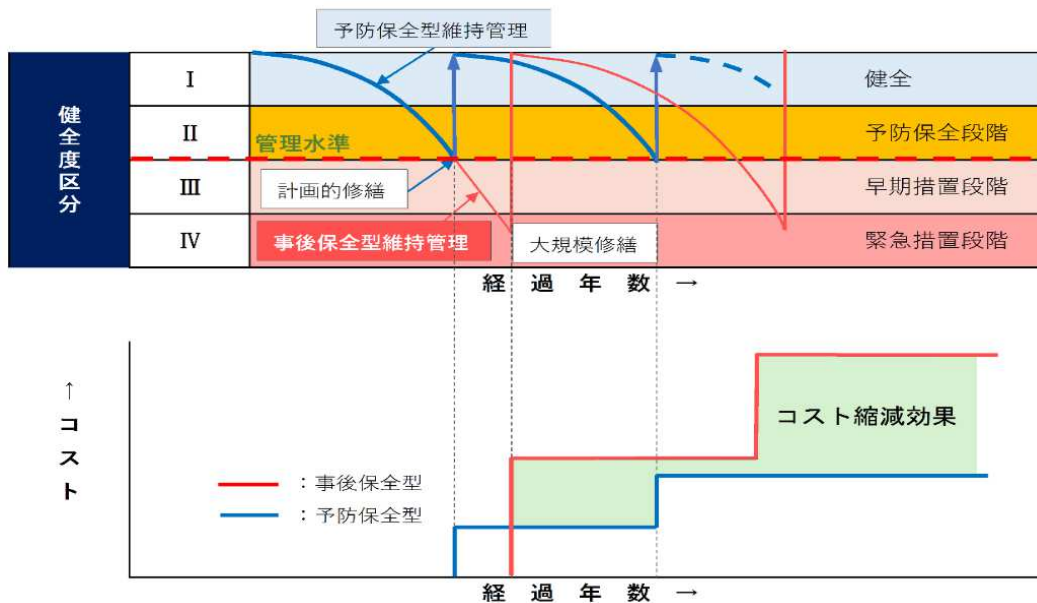 予防保全型維持管理
健全度区分
I
健全
II
管理水準
予防保全段階
III
計画的修繕
早期措置段階
IV
事後保全型維持管理
大規模修繕
緊急措置段階
経過年数→
↑コスト
コスト縮減効果
：事後保全型
：予防保全型
経過年数→